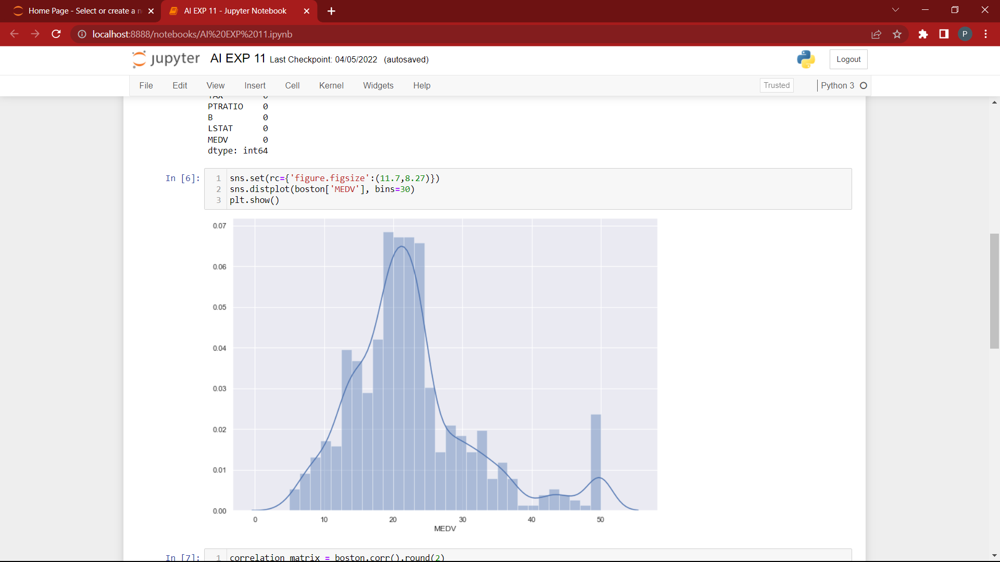 Home Page - Select or create a n
AI EXP 11 - Jupyter Notebook
localhost:8888/notebooks/AI%20EXP%2011.ipynb
P
jupyter AI EXP 11 Last Checkpoint: 04/05/2022 (autosaved)
Logout
File Edit View Insert Cell Kernel Widgets Help
Trusted
Python 3
TAX 0
PTRATIO 0
B 0
LSTAT 0
MEDV 0
dtype: int64
In [6]:
1 sns.set(rc={'figure.figsize':(11.7,8.27)})
2 sns.distplot(boston['MEDV'], bins=30)
3 plt.show()
0.07
0.06
0.05
0.04
0.03
0.02
0.01
0.00
0 10 20 30 40 50
MEDV
In [7]:
1 correlation_matrix = boston.corr().round(2)